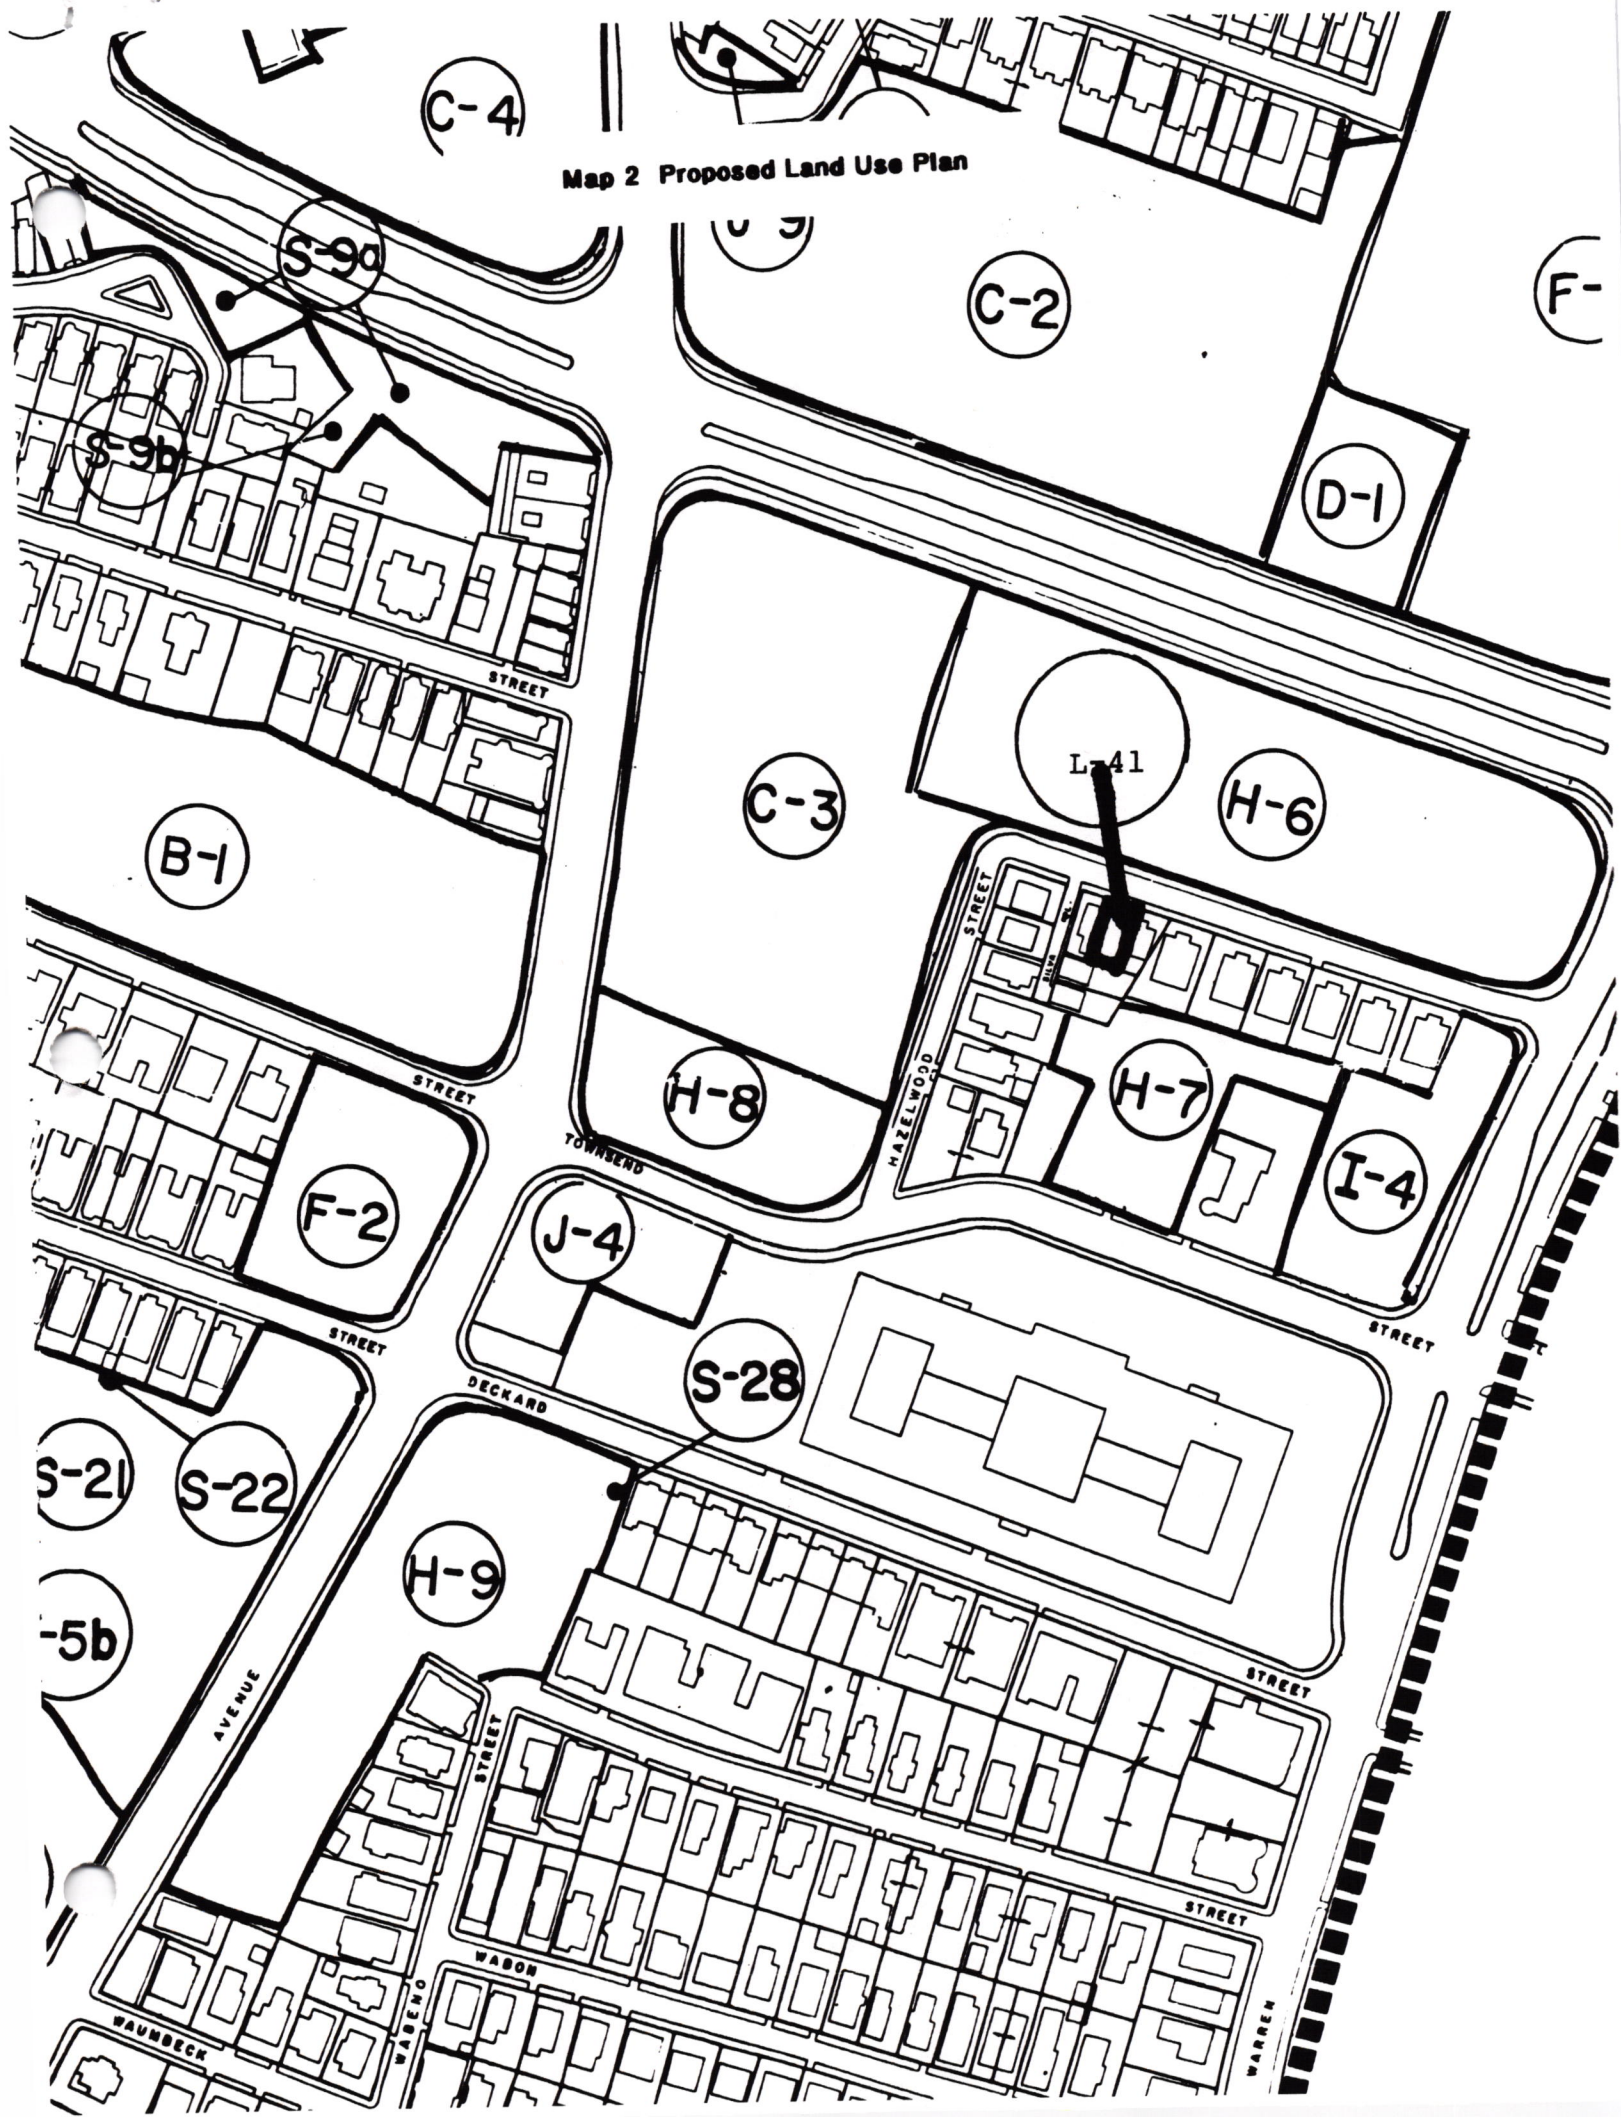 C-4
Map 2 Proposed Land Use Plan
S-9a
C-2
F-
S-9b
D-1
STREET
L-41
C-3
H-6
B-1
STREET
SILVA
PL.
HAZELWOOD
H-8
H-7
I-4
STREET
TOWNSEND
F-2
J-4
STREET
STREET
S-28
DECKARD
S-21
S-22
H-9
-5b
AVENUE
STREET
STREET
STREET
WABON
WABENO
WARREN
WAUMBECK